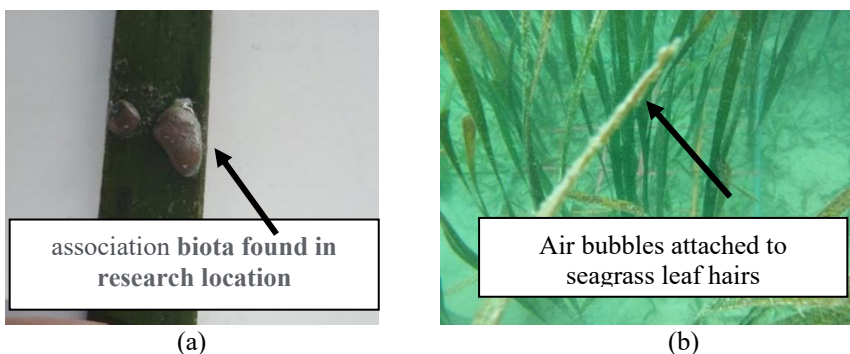 association biota found in
research location
Air bubbles attached to
seagrass leaf hairs
(a)
(b)